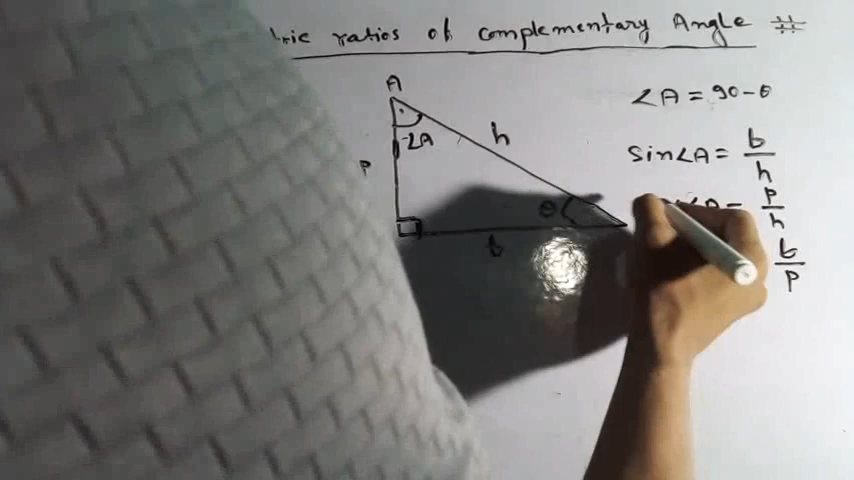 ric ratios of complementary Angle #
A
∠A = 90 - θ
h
∠A
sin∠A = b/h
P
∠A = P/h
θ
b
b/P